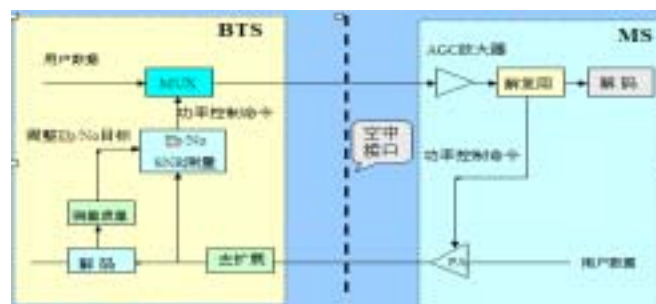 BTS
MS
用户数据
MUX
AGC放大器
解复用
解 码
功率控制命令
调整Eb/No目标
Eb/No
SNR测量
空中
接口
功率控制命令
测量质量
解 码
去扩频
PA
用户数据